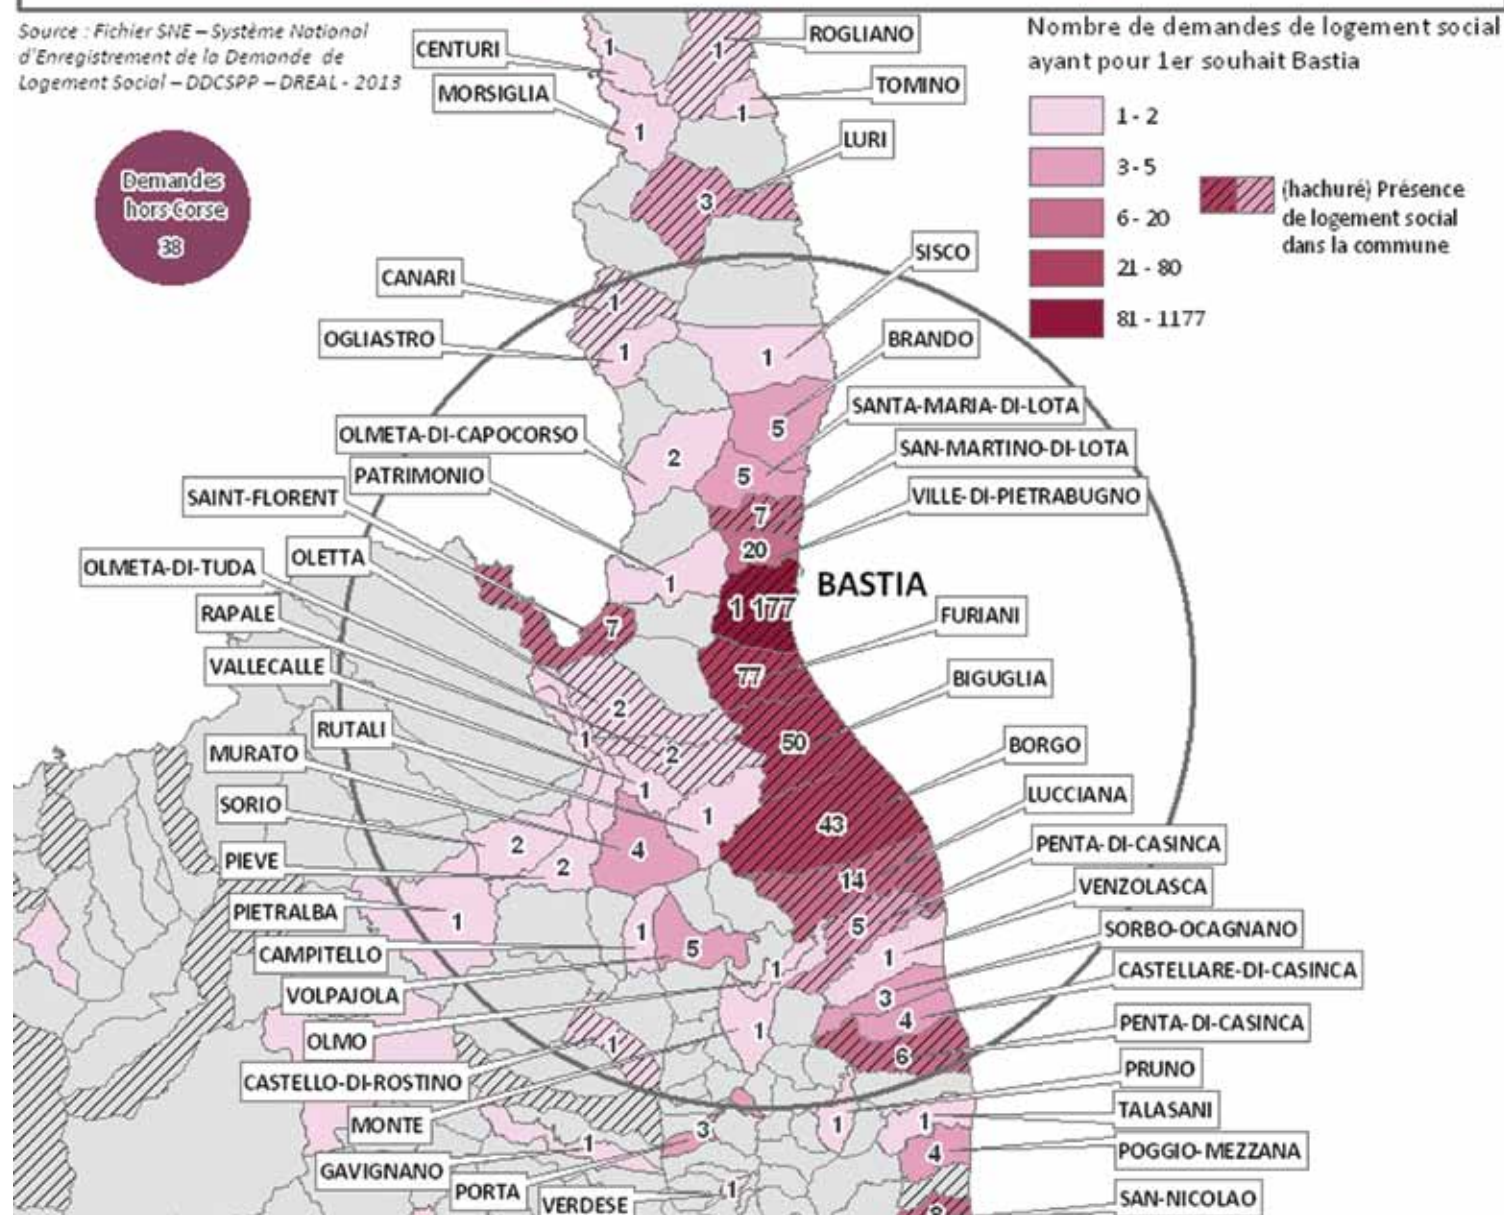 Source : Fichier SNE – Système National
d'Enregistrement de la Demande de
Logement Social – DDCSPP – DREAL - 2013
Demandes
hors Corse
38
Nombre de demandes de logement social
ayant pour 1er souhait Bastia
1 - 2
3 - 5
6 - 20
21 - 80
81 - 1177
(hachuré) Présence
de logement social
dans la commune
CENTURI
1
ROGLIANO
1
MORSIGLIA
1
TOMINO
1
LURI
3
CANARI
1
SISCO
1
OGLIASTRO
1
BRANDO
5
OLMETA-DI-CAPOCORSO
2
SANTA-MARIA-DI-LOTA
5
SAN-MARTINO-DI-LOTA
7
PATRIMONIO
1
VILLE-DI-PIETRABUGNO
20
SAINT-FLORENT
7
BASTIA
1 177
OLETTA
2
OLMETA-DI-TUDA
2
FURIANI
77
RAPALE
1
BIGUGLIA
50
VALLECALLE
1
RUTALI
1
BORGO
43
MURATO
4
LUCCIANA
14
SORIO
2
PENTA-DI-CASINCA
5
PIEVE
2
VENZOLASCA
1
PIETRALBA
1
SORBO-OCAGNANO
3
CAMPITELLO
1
CASTELLARE-DI-CASINCA
4
VOLPAJOLA
5
PENTA-DI-CASINCA
6
OLMO
1
CASTELLO-DI-ROSTINO
1
PRUNO
1
MONTE
1
TALASANI
1
GAVIGNANO
1
POGGIO-MEZZANA
4
PORTA
3
VERDESE
1
SAN-NICOLAO
8